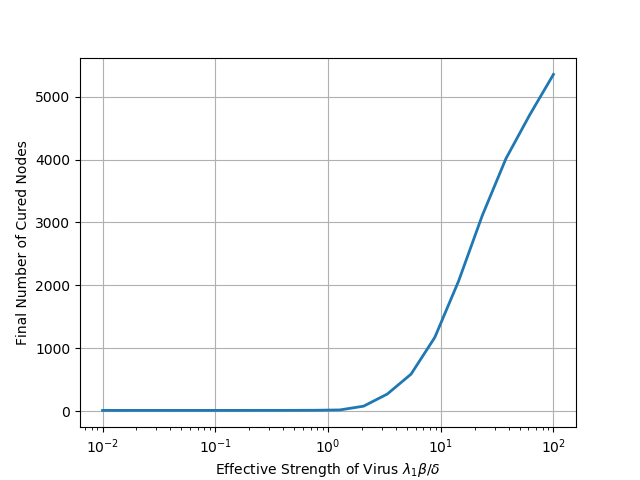 Final Number of Cured Nodes
5000
4000
3000
2000
1000
0
10⁻² 10⁻¹ 10⁰ 10¹ 10²
Effective Strength of Virus λ₁β/δ